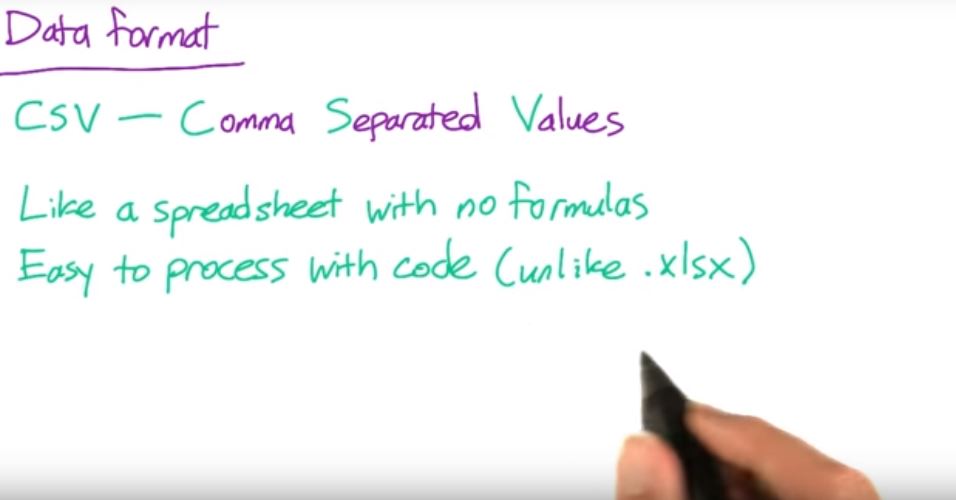 Data format
CSV — Comma Separated Values
Like a spreadsheet with no formulas
Easy to process with code (unlike .xlsx)